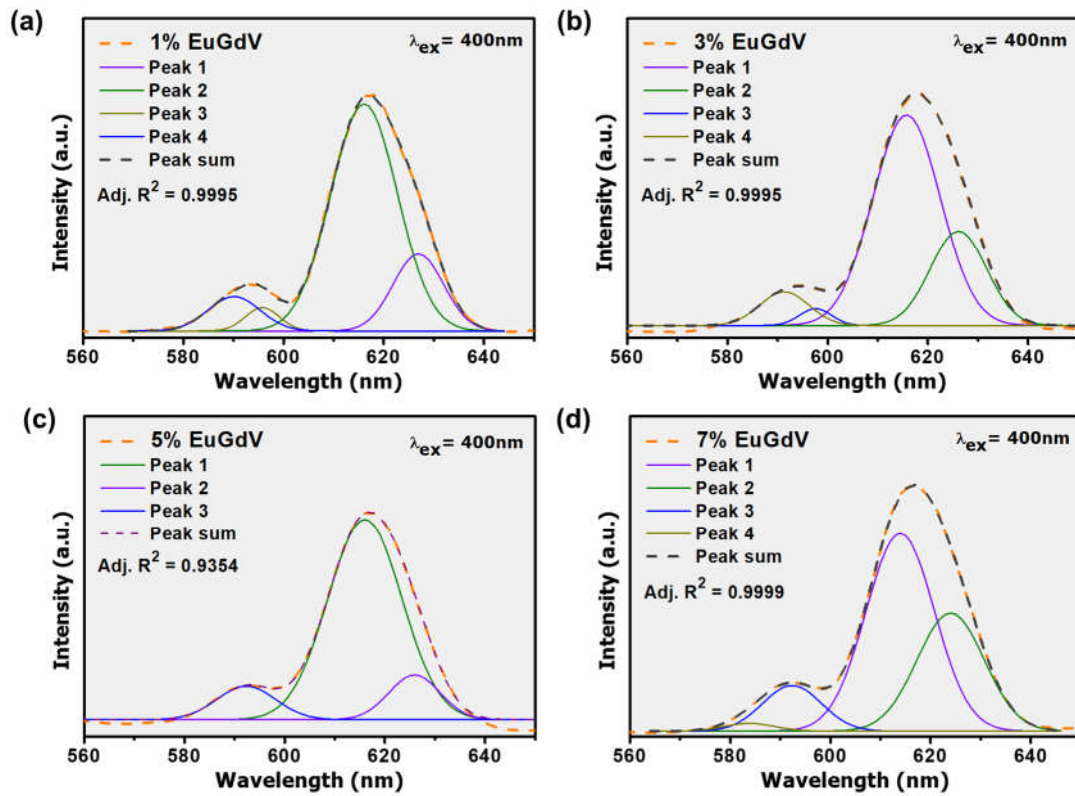 (a)
1% EuGdV
λex = 400nm
Peak 1
Peak 2
Peak 3
Peak 4
Peak sum
Adj. R2 = 0.9995
Intensity (a.u.)
560 580 600 620 640
Wavelength (nm)
(b)
3% EuGdV
λex = 400nm
Peak 1
Peak 2
Peak 3
Peak 4
Peak sum
Adj. R2 = 0.9995
Intensity (a.u.)
560 580 600 620 640
Wavelength (nm)
(c)
5% EuGdV
λex = 400nm
Peak 1
Peak 2
Peak 3
Peak sum
Adj. R2 = 0.9354
Intensity (a.u.)
560 580 600 620 640
Wavelength (nm)
(d)
7% EuGdV
λex = 400nm
Peak 1
Peak 2
Peak 3
Peak 4
Peak sum
Adj. R2 = 0.9999
Intensity (a.u.)
560 580 600 620 640
Wavelength (nm)